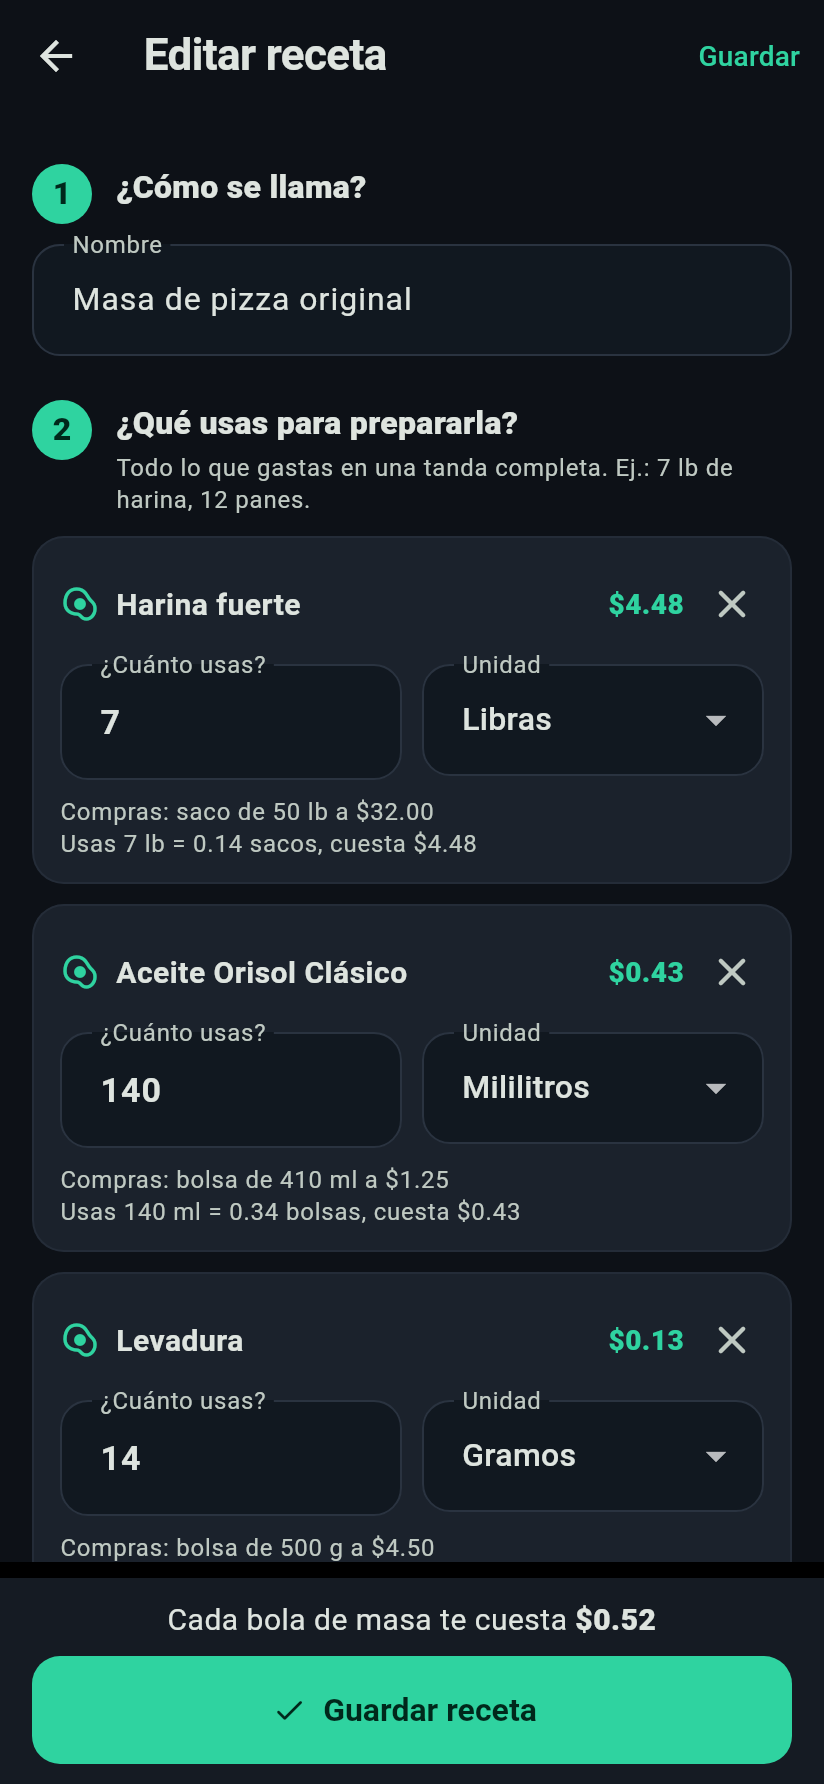 Editar receta
Guardar
1
¿Cómo se llama?
Nombre
Masa de pizza original
2
¿Qué usas para prepararla?
Todo lo que gastas en una tanda completa. Ej.: 7 lb de
harina, 12 panes.
Harina fuerte
$4.48
¿Cuánto usas?
Unidad
7
Libras
Compras: saco de 50 lb a $32.00
Usas 7 lb = 0.14 sacos, cuesta $4.48
Aceite Orisol Clásico
$0.43
¿Cuánto usas?
Unidad
140
Mililitros
Compras: bolsa de 410 ml a $1.25
Usas 140 ml = 0.34 bolsas, cuesta $0.43
Levadura
$0.13
¿Cuánto usas?
Unidad
14
Gramos
Compras: bolsa de 500 g a $4.50
Cada bola de masa te cuesta $0.52
Guardar receta